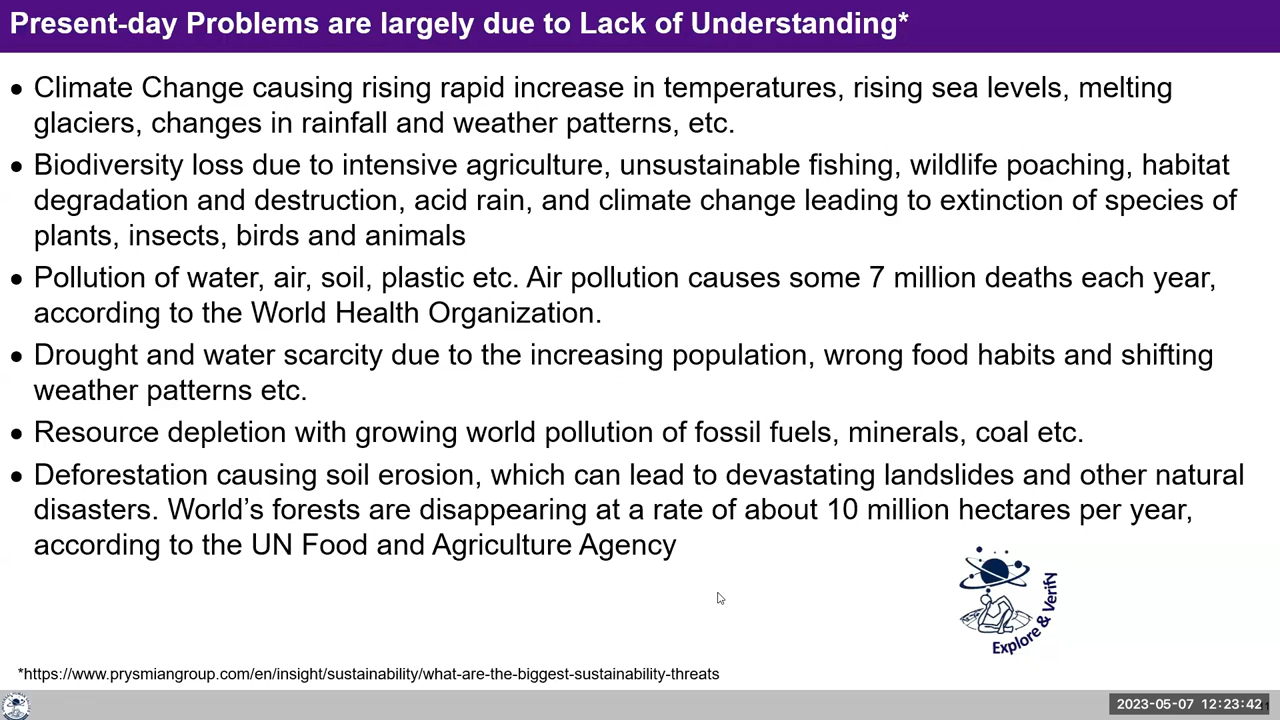 Present-day Problems are largely due to Lack of Understanding*
● Climate Change causing rising rapid increase in temperatures, rising sea levels, melting
glaciers, changes in rainfall and weather patterns, etc.
● Biodiversity loss due to intensive agriculture, unsustainable fishing, wildlife poaching, habitat
degradation and destruction, acid rain, and climate change leading to extinction of species of
plants, insects, birds and animals
● Pollution of water, air, soil, plastic etc. Air pollution causes some 7 million deaths each year,
according to the World Health Organization.
● Drought and water scarcity due to the increasing population, wrong food habits and shifting
weather patterns etc.
● Resource depletion with growing world pollution of fossil fuels, minerals, coal etc.
● Deforestation causing soil erosion, which can lead to devastating landslides and other natural
disasters. World’s forests are disappearing at a rate of about 10 million hectares per year,
according to the UN Food and Agriculture Agency
Explore & Verify
*https://www.prysmiangroup.com/en/insight/sustainability/what-are-the-biggest-sustainability-threats
2023-05-07 12:23:42